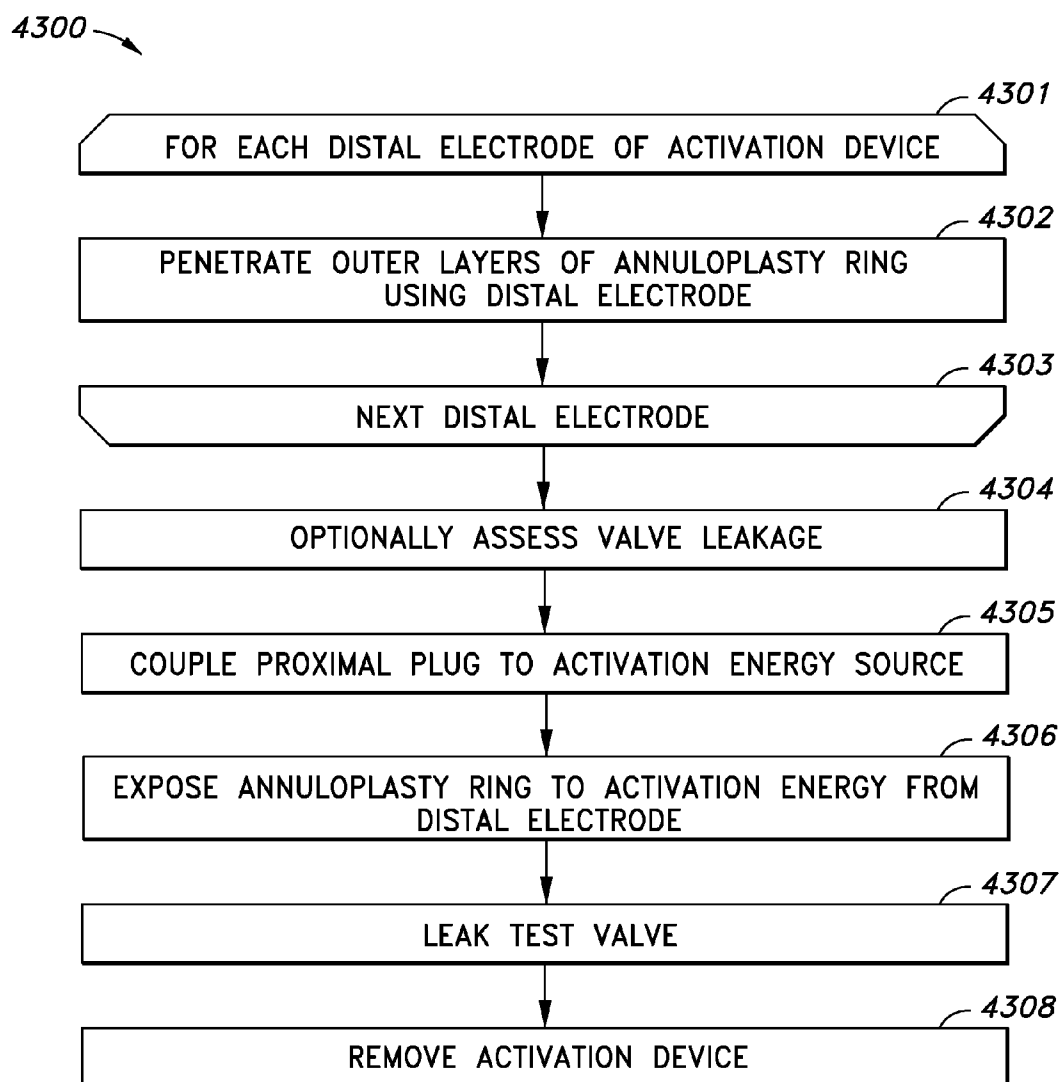 4300
4301
FOR EACH DISTAL ELECTRODE OF ACTIVATION DEVICE
4302
PENETRATE OUTER LAYERS OF ANNULOPLASTY RING
USING DISTAL ELECTRODE
4303
NEXT DISTAL ELECTRODE
4304
OPTIONALLY ASSESS VALVE LEAKAGE
4305
COUPLE PROXIMAL PLUG TO ACTIVATION ENERGY SOURCE
4306
EXPOSE ANNULOPLASTY RING TO ACTIVATION ENERGY FROM
DISTAL ELECTRODE
4307
LEAK TEST VALVE
4308
REMOVE ACTIVATION DEVICE